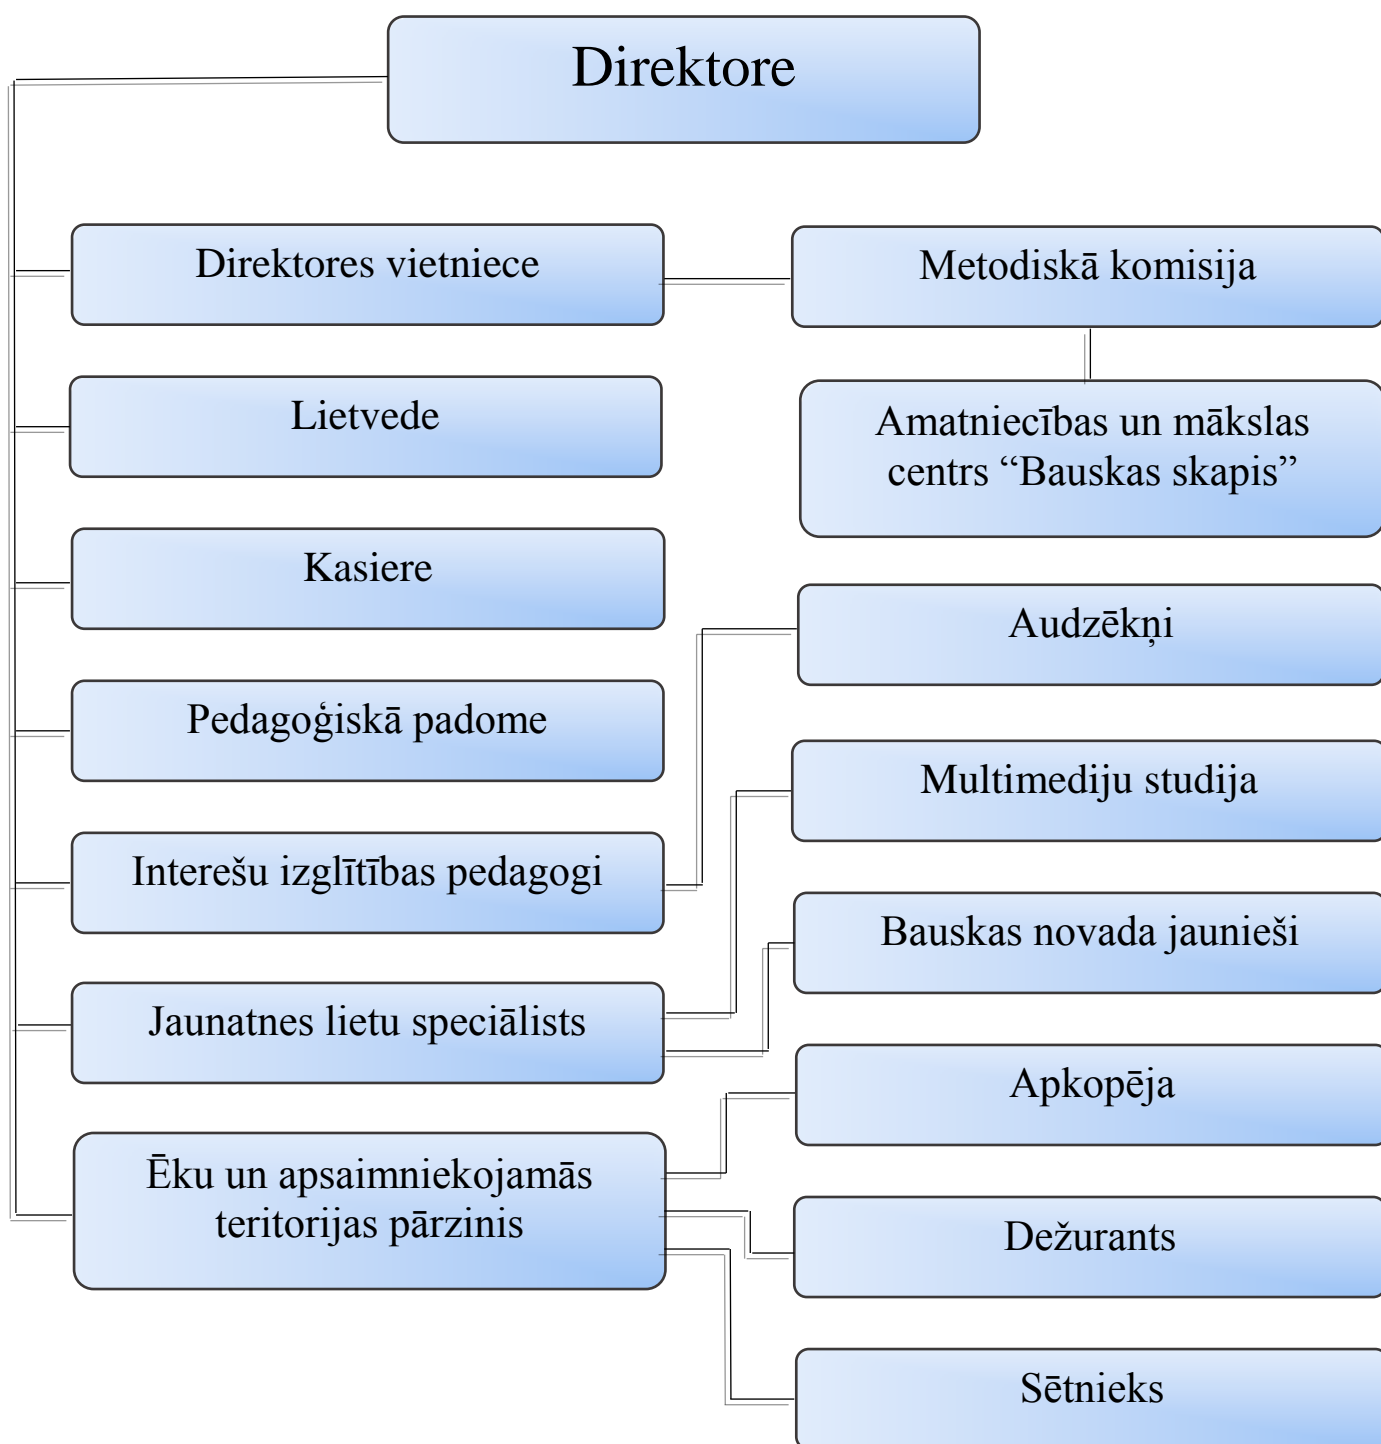 Direktore
Direktores vietniece
Metodiskā komisija
Lietvede
Amatniecības un mākslas
centrs “Bauskas skapis”
Kasiere
Audzēkņi
Pedagoģiskā padome
Multimediju studija
Interešu izglītības pedagogi
Bauskas novada jaunieši
Jaunatnes lietu speciālists
Apkopēja
Ēku un apsaimniekojamās
teritorijas pārzinis
Dežurants
Sētnieks